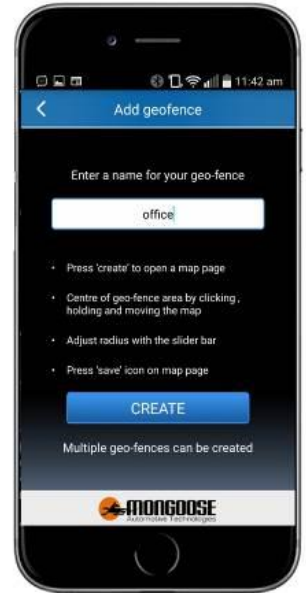 11:42 am
Add geofence
Enter a name for your geo-fence
office
• Press 'create' to open a map page
• Centre of geo-fence area by clicking ,
holding and moving the map
• Adjust radius with the slider bar
• Press 'save' icon on map page
CREATE
Multiple geo-fences can be created
MONGOOSE
Automotive Technologies